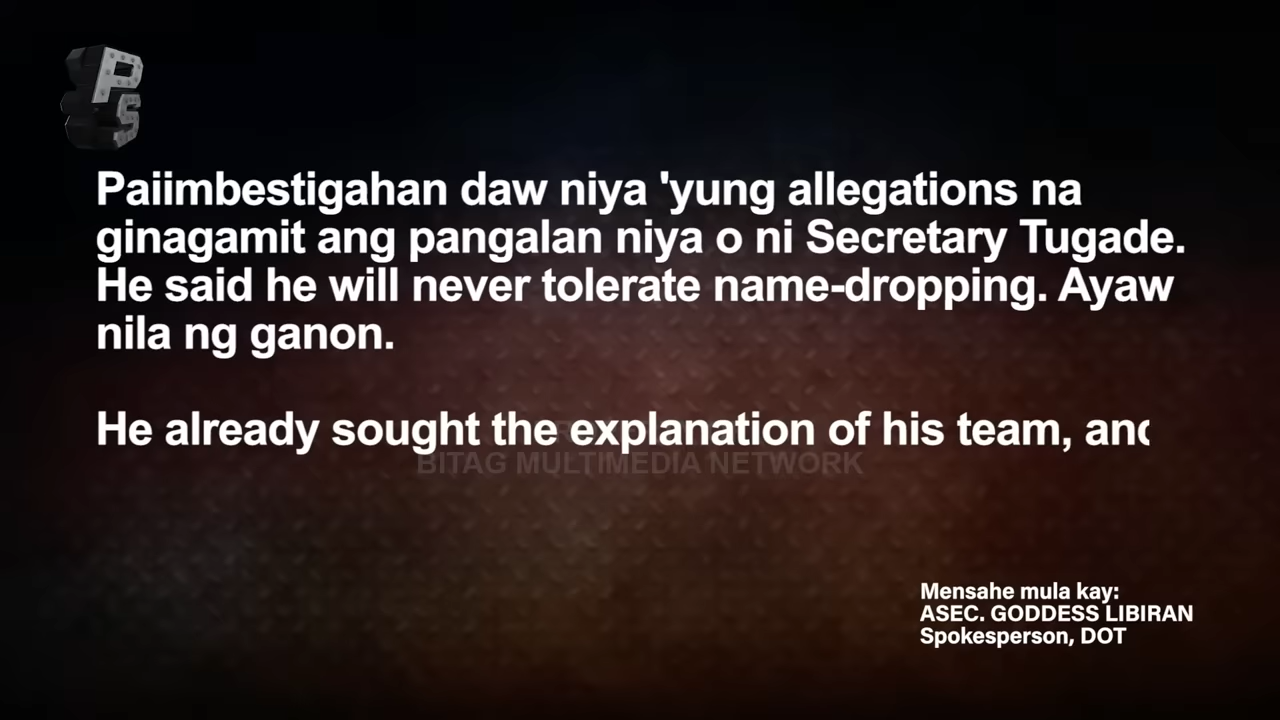 PS
Paiimbestigahan daw niya 'yung allegations na
ginagamit ang pangalan niya o ni Secretary Tugade.
He said he will never tolerate name-dropping. Ayaw
nila ng ganon.
He already sought the explanation of his team, and
BITAG MULTIMEDIA NETWORK
Mensahe mula kay:
ASEC. GODDESS LIBIRAN
Spokesperson, DOT